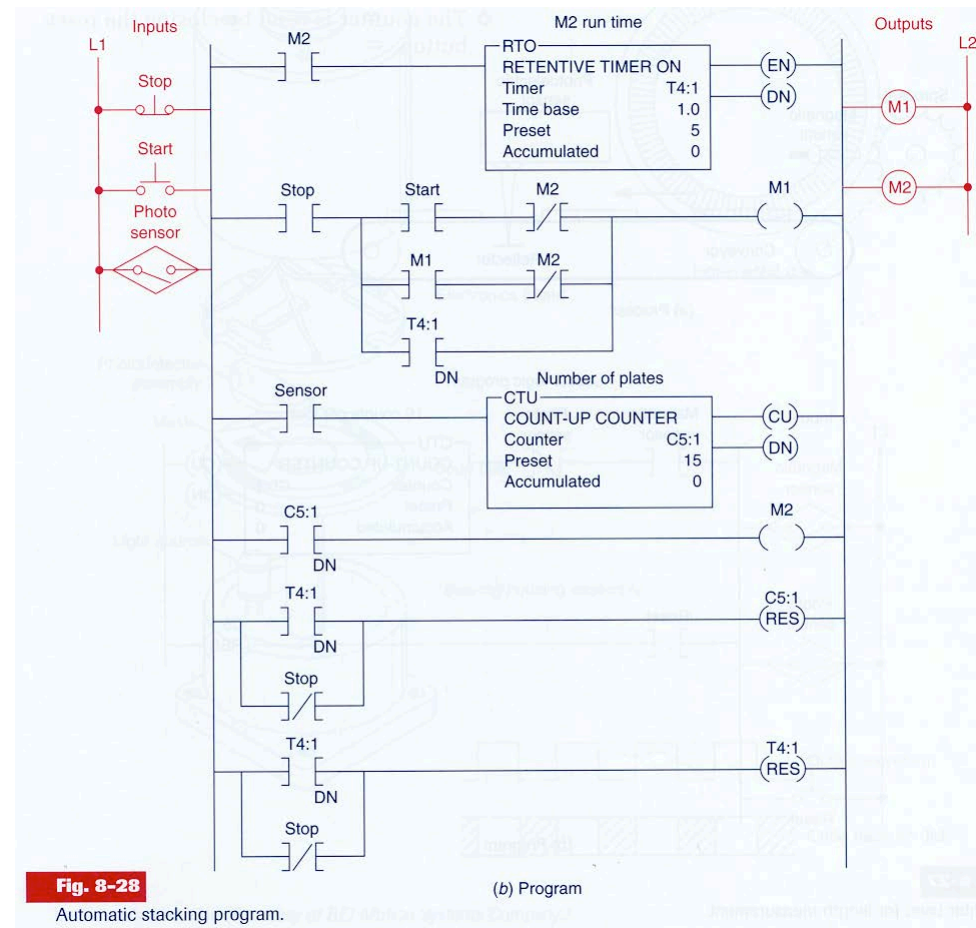 Inputs
L1
Stop
Start
Photo
sensor
M2
M2 run time
RTO
RETENTIVE TIMER ON
Timer T4:1
Time base 1.0
Preset 5
Accumulated 0
EN
DN
Outputs
L2
M1
M2
Stop
Start
M2
M1
M1
M2
T4:1
DN
Sensor
Number of plates
CTU
COUNT-UP COUNTER
Counter C5:1
Preset 15
Accumulated 0
CU
DN
C5:1
DN
M2
T4:1
DN
Stop
C5:1
RES
T4:1
DN
Stop
T4:1
RES
Fig. 8-28
(b) Program
Automatic stacking program.